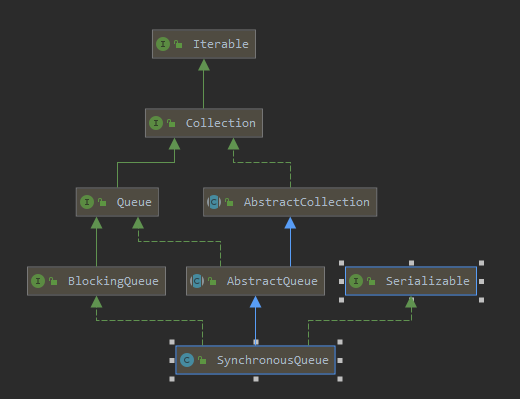 I Iterable
I Collection
I Queue
C AbstractCollection
I BlockingQueue
C AbstractQueue
I Serializable
C SynchronousQueue